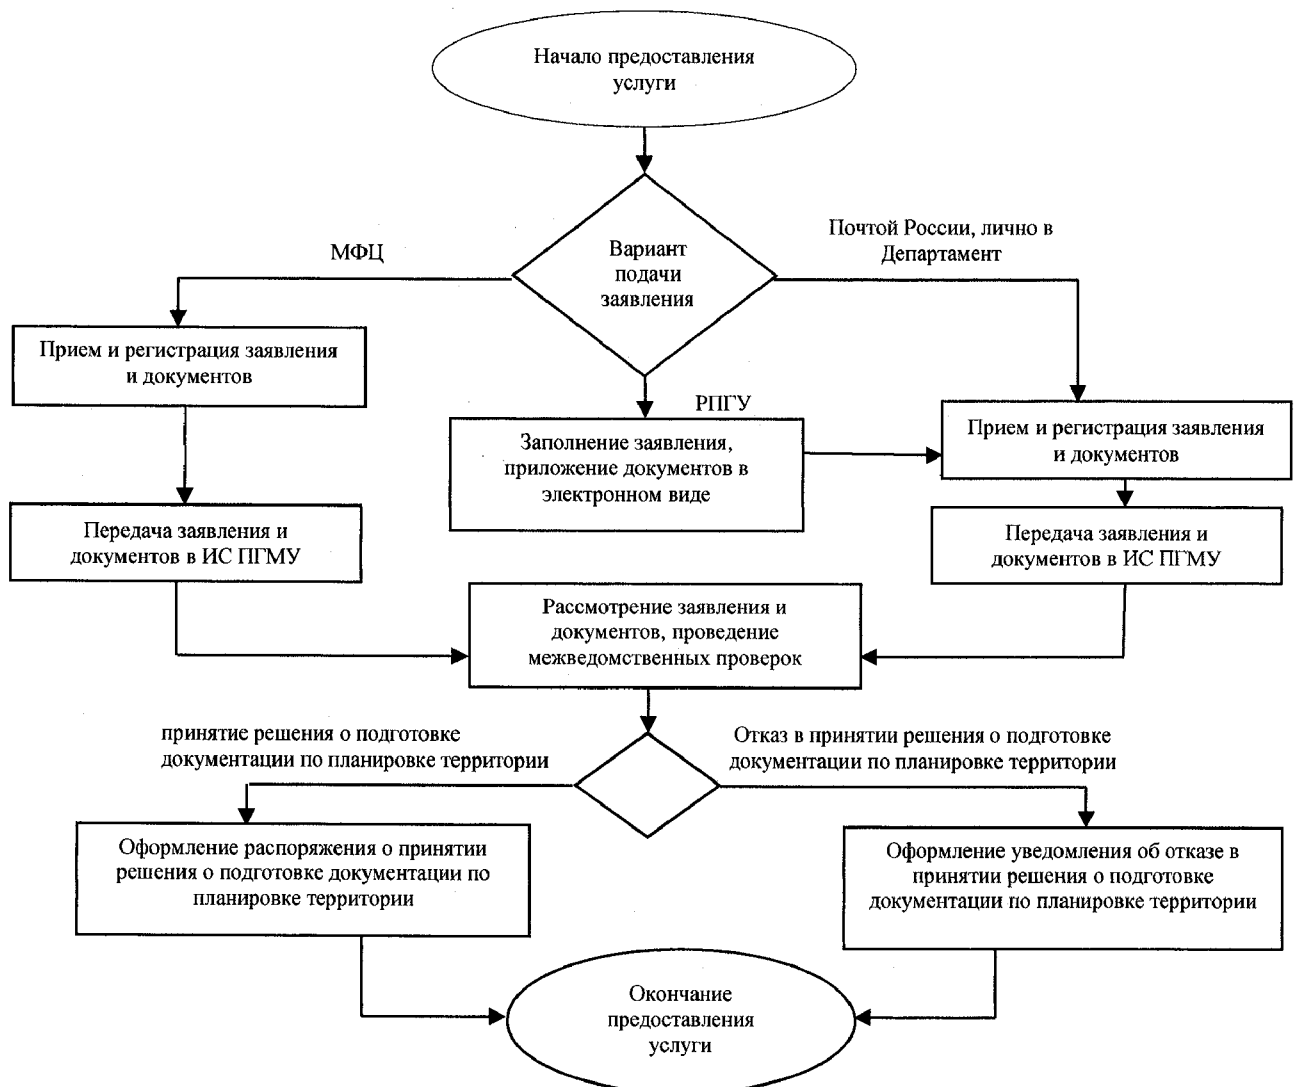 Начало предоставления
услуги
Вариант
подачи
заявления
МФЦ
Почтой России, лично в
Департамент
Прием и регистрация заявления
и документов
РПГУ
Заполнение заявления,
приложение документов в
электронном виде
Прием и регистрация заявления
и документов
Передача заявления и
документов в ИС ПГМУ
Передача заявления и
документов в ИС ПГМУ
Рассмотрение заявления и
документов, проведение
межведомственных проверок
принятие решения о подготовке
документации по планировке территории
Отказ в принятии решения о подготовке
документации по планировке территории
Оформление распоряжения о принятии
решения о подготовке документации по
планировке территории
Оформление уведомления об отказе в
принятии решения о подготовке
документации по планировке территории
Окончание
предоставления
услуги